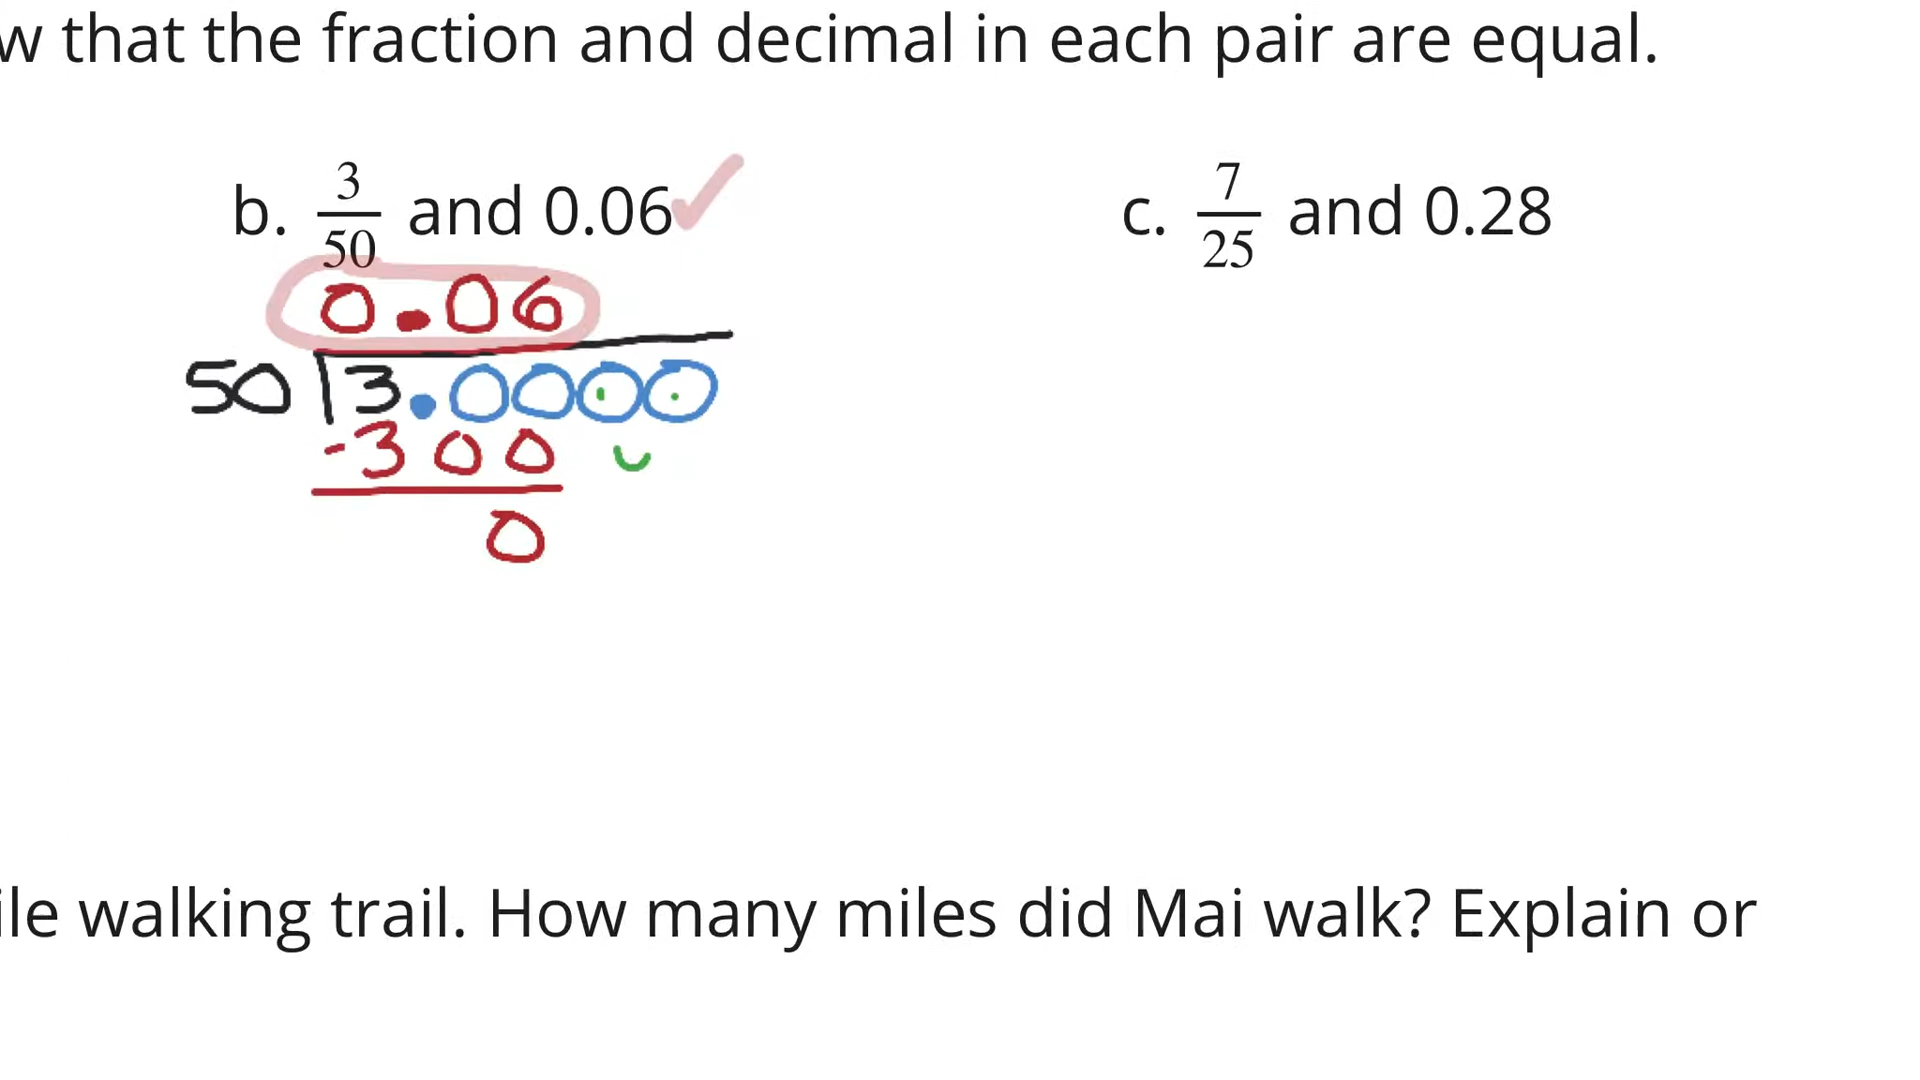 w that the fraction and decimal in each pair are equal.
b. 3/50 and 0.06 ✓
c. 7/25 and 0.28
0.06
50 3.0000
-300
0
ile walking trail. How many miles did Mai walk? Explain or